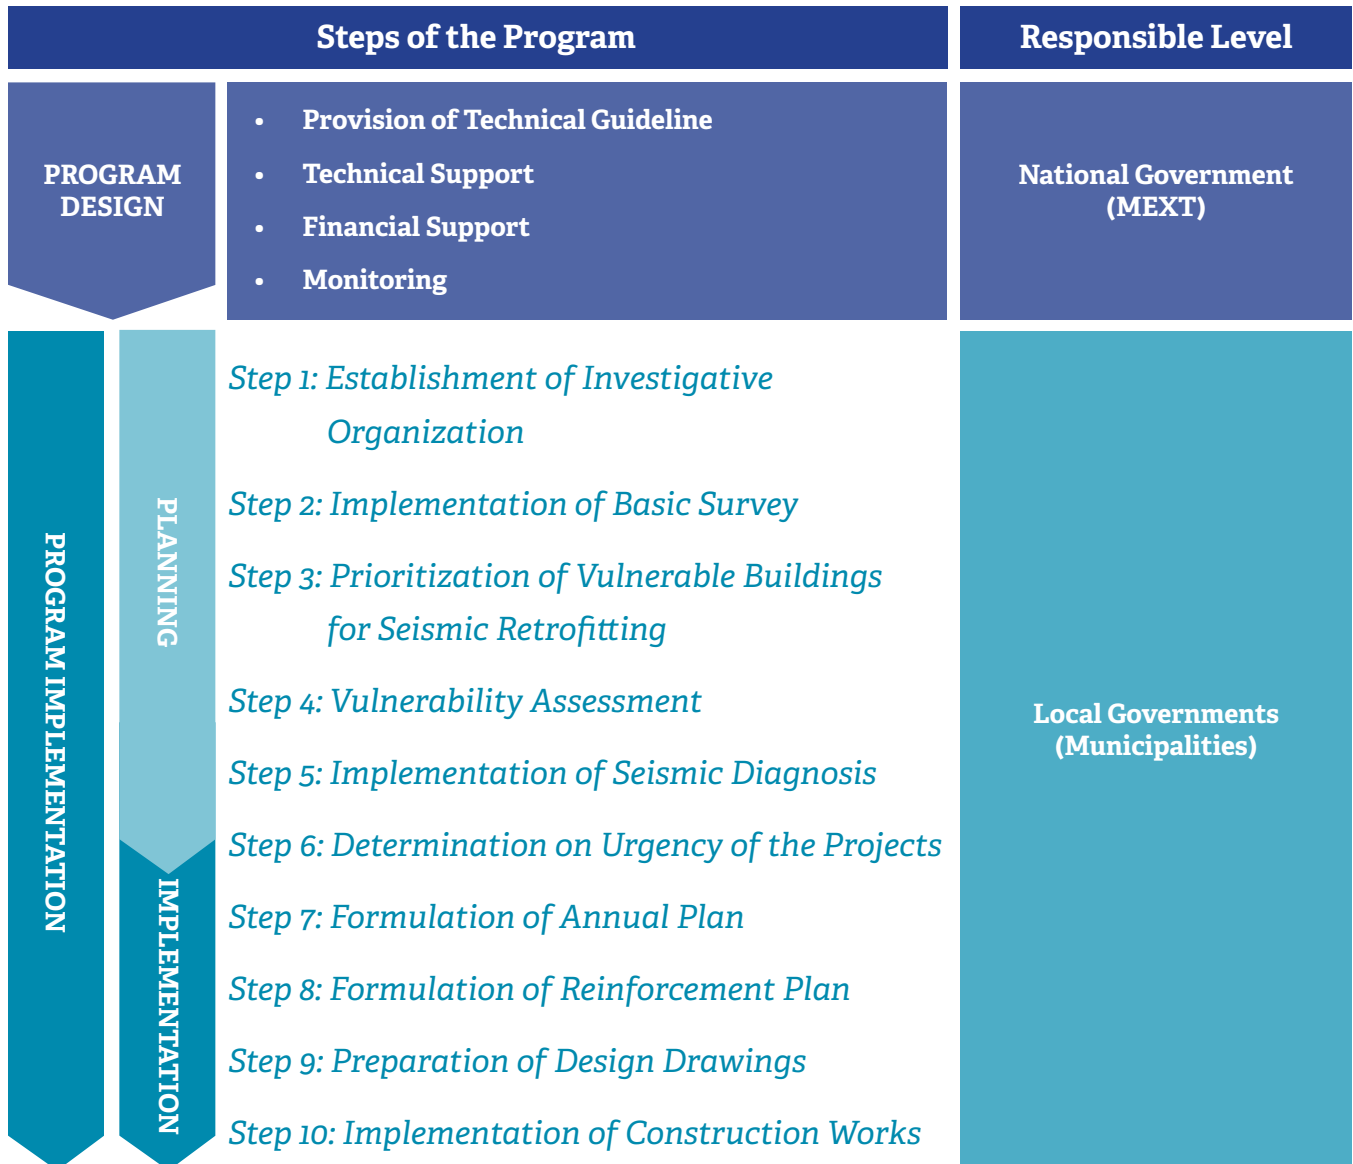 Steps of the Program
Responsible Level
PROGRAM
DESIGN
• Provision of Technical Guideline
• Technical Support
• Financial Support
• Monitoring
National Government
(MEXT)
PROGRAM IMPLEMENTATION
PLANNING
IMPLEMENTATION
Step 1: Establishment of Investigative
Organization
Step 2: Implementation of Basic Survey
Step 3: Prioritization of Vulnerable Buildings
for Seismic Retrofitting
Step 4: Vulnerability Assessment
Step 5: Implementation of Seismic Diagnosis
Step 6: Determination on Urgency of the Projects
Step 7: Formulation of Annual Plan
Step 8: Formulation of Reinforcement Plan
Step 9: Preparation of Design Drawings
Step 10: Implementation of Construction Works
Local Governments
(Municipalities)